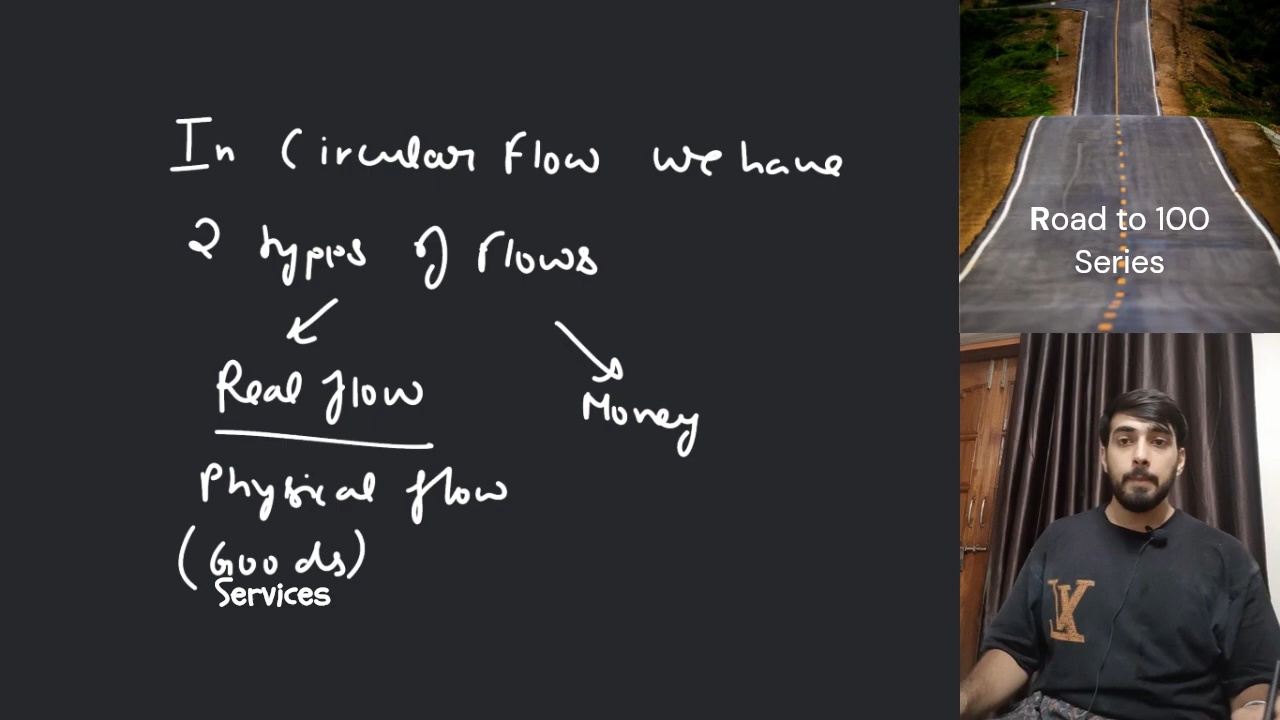 In Circular Flow we have
2 types of flows
Real flow
Money
Physical flow
(Goods)
Services
Road to 100
Series